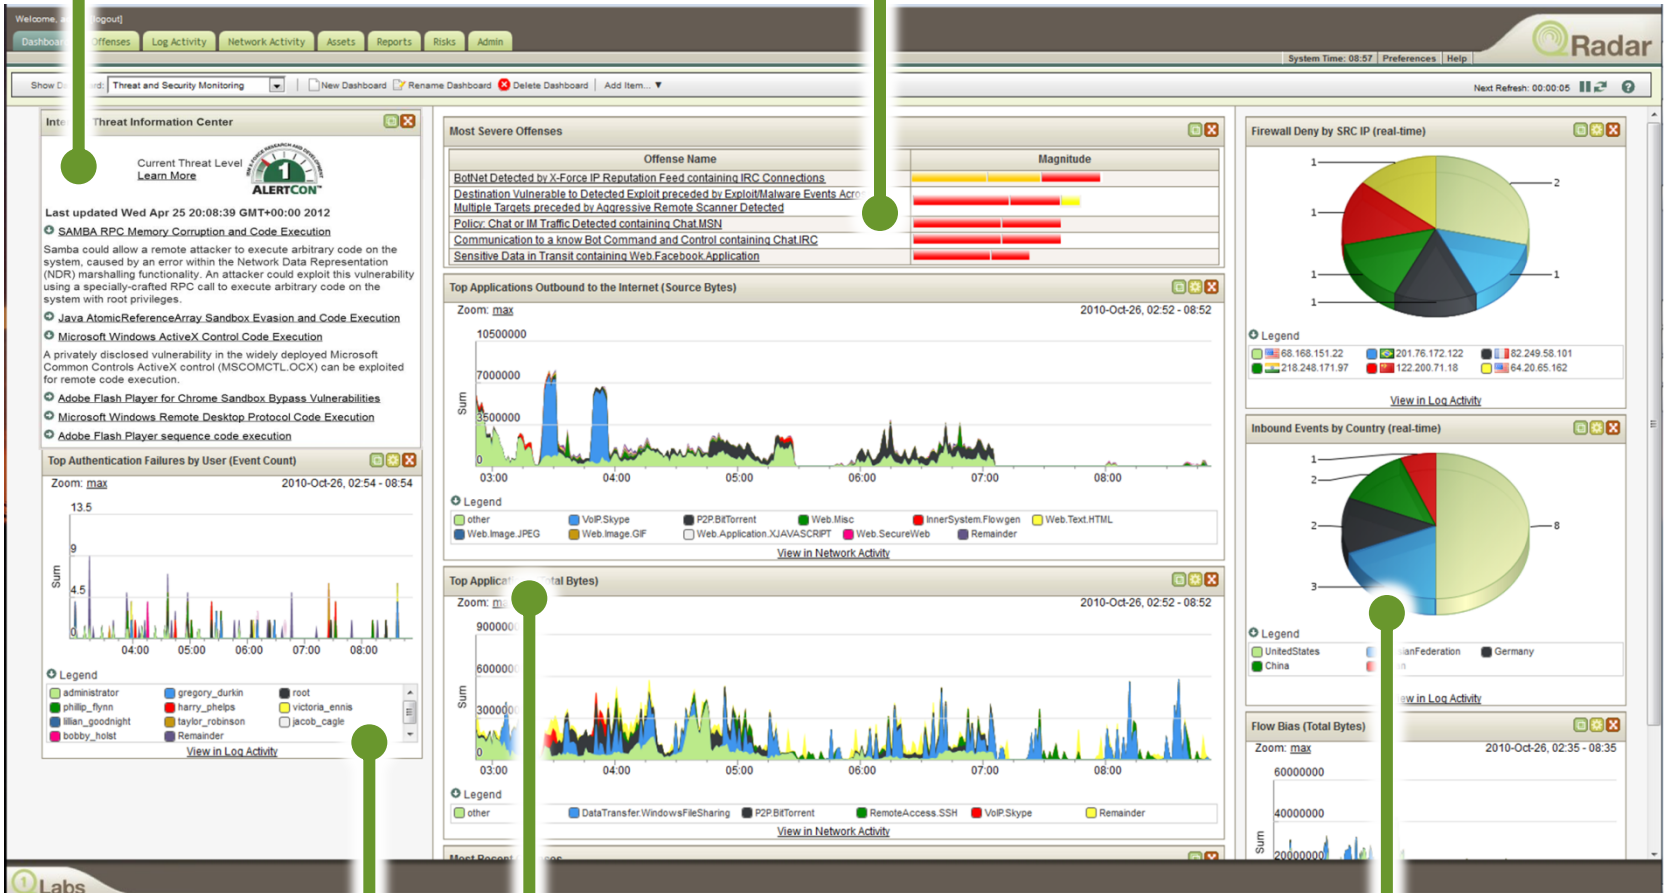 Welcome, a [logout]
Dashboa Offenses Log Activity Network Activity Assets Reports Risks Admin
System Time: 08:57 Preferences Help
QRadar
Show D d: Threat and Security Monitoring New Dashboard Rename Dashboard Delete Dashboard Add Item... ▼
Next Refresh: 00:00:05
Inte Threat Information Center
Current Threat Level
Learn More
1
ALERTCON™
Last updated Wed Apr 25 20:08:39 GMT+00:00 2012
SAMBA RPC Memory Corruption and Code Execution
Samba could allow a remote attacker to execute arbitrary code on the
system, caused by an error within the Network Data Representation
(NDR) marshalling functionality. An attacker could exploit this vulnerability
using a specially-crafted RPC call to execute arbitrary code on the
system with root privileges.
Java AtomicReferenceArray Sandbox Evasion and Code Execution
Microsoft Windows ActiveX Control Code Execution
A privately disclosed vulnerability in the widely deployed Microsoft
Common Controls ActiveX control (MSCOMCTL.OCX) can be exploited
for remote code execution.
Adobe Flash Player for Chrome Sandbox Bypass Vulnerabilities
Microsoft Windows Remote Desktop Protocol Code Execution
Adobe Flash Player sequence code execution
Top Authentication Failures by User (Event Count)
Zoom: max 2010-Oct-26, 02:54 - 08:54
13.5
9
4.5
0
Sum
04:00 05:00 06:00 07:00 08:00
Legend
administrator gregory_durkin root
phillip_flynn harry_phelps victoria_ennis
lillian_goodnight taylor_robinson jacob_cagle
bobby_holst Remainder
View in Log Activity
Most Severe Offenses
Offense Name Magnitude
BotNet Detected by X-Force IP Reputation Feed containing IRC Connections
Destination Vulnerable to Detected Exploit preceded by Exploit/Malware Events Acro
Multiple Targets preceded by Aggressive Remote Scanner Detected
Policy: Chat or IM Traffic Detected containing Chat.MSN
Communication to a know Bot Command and Control containing Chat.IRC
Sensitive Data in Transit containing Web.Facebook.Application
Top Applications Outbound to the Internet (Source Bytes)
Zoom: max 2010-Oct-26, 02:52 - 08:52
10500000
7000000
3500000
0
Sum
03:00 04:00 05:00 06:00 07:00 08:00
Legend
other VoIP.Skype P2P.BitTorrent Web.Misc InnerSystem.Flowgen Web.Text.HTML
Web.Image.JPEG Web.Image.GIF Web.Application.XJAVASCRIPT Web.SecureWeb Remainder
View in Network Activity
Top Applica tal Bytes)
Zoom: m 2010-Oct-26, 02:52 - 08:52
900000
600000
3000000
0
Sum
03:00 04:00 05:00 06:00 07:00 08:00
Legend
other DataTransfer.WindowsFileSharing P2P.BitTorrent RemoteAccess.SSH VoIP.Skype Remainder
View in Network Activity
Firewall Deny by SRC IP (real-time)
1
2
1
1
1
1
Legend
68.168.151.22 201.76.172.122 82.249.58.101
218.248.171.97 122.200.71.18 64.20.65.162
View in Log Activity
Inbound Events by Country (real-time)
1
2
2
8
3
Legend
UnitedStates ianFederation Germany
China
ew in Log Activity
Flow Bias (Total Bytes)
Zoom: max 2010-Oct-26, 02:35 - 08:35
60000000
40000000
20000000
Sum
1 Labs